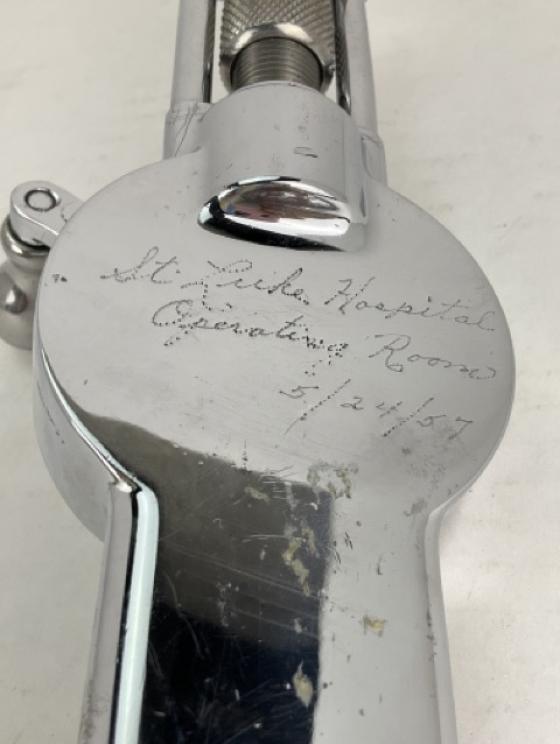 St. Luke Hospital
Operating Room
5/24/57